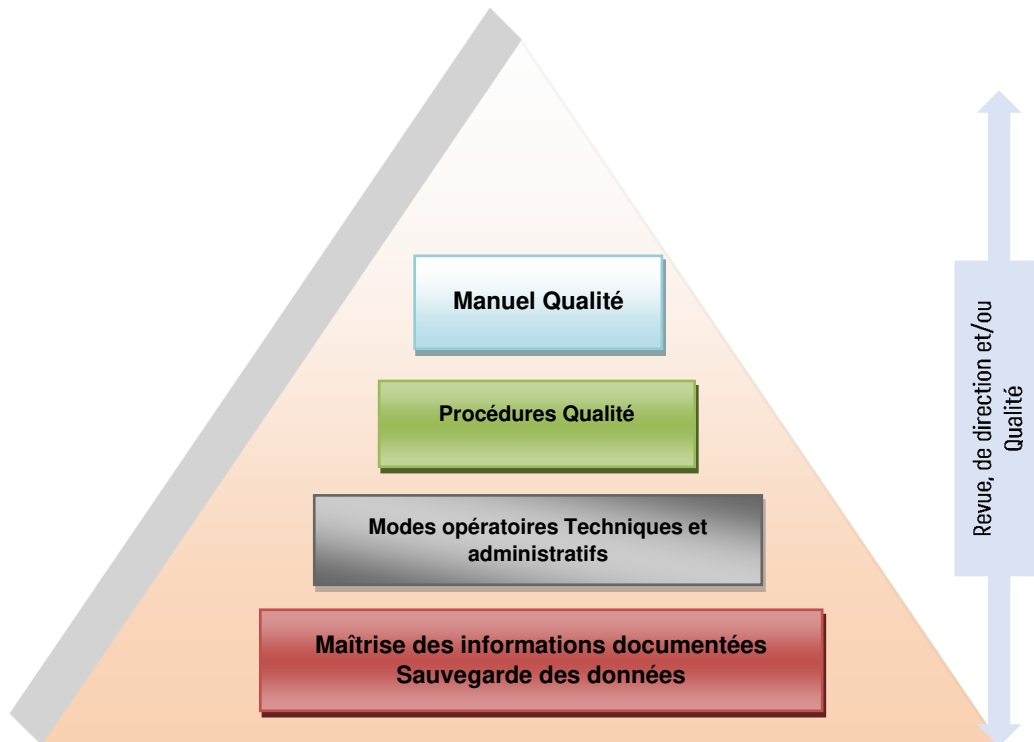 Manuel Qualité
Procédures Qualité
Modes opératoires Techniques et
administratifs
Maîtrise des informations documentées
Sauvegarde des données
Revue, de direction et/ou
Qualité